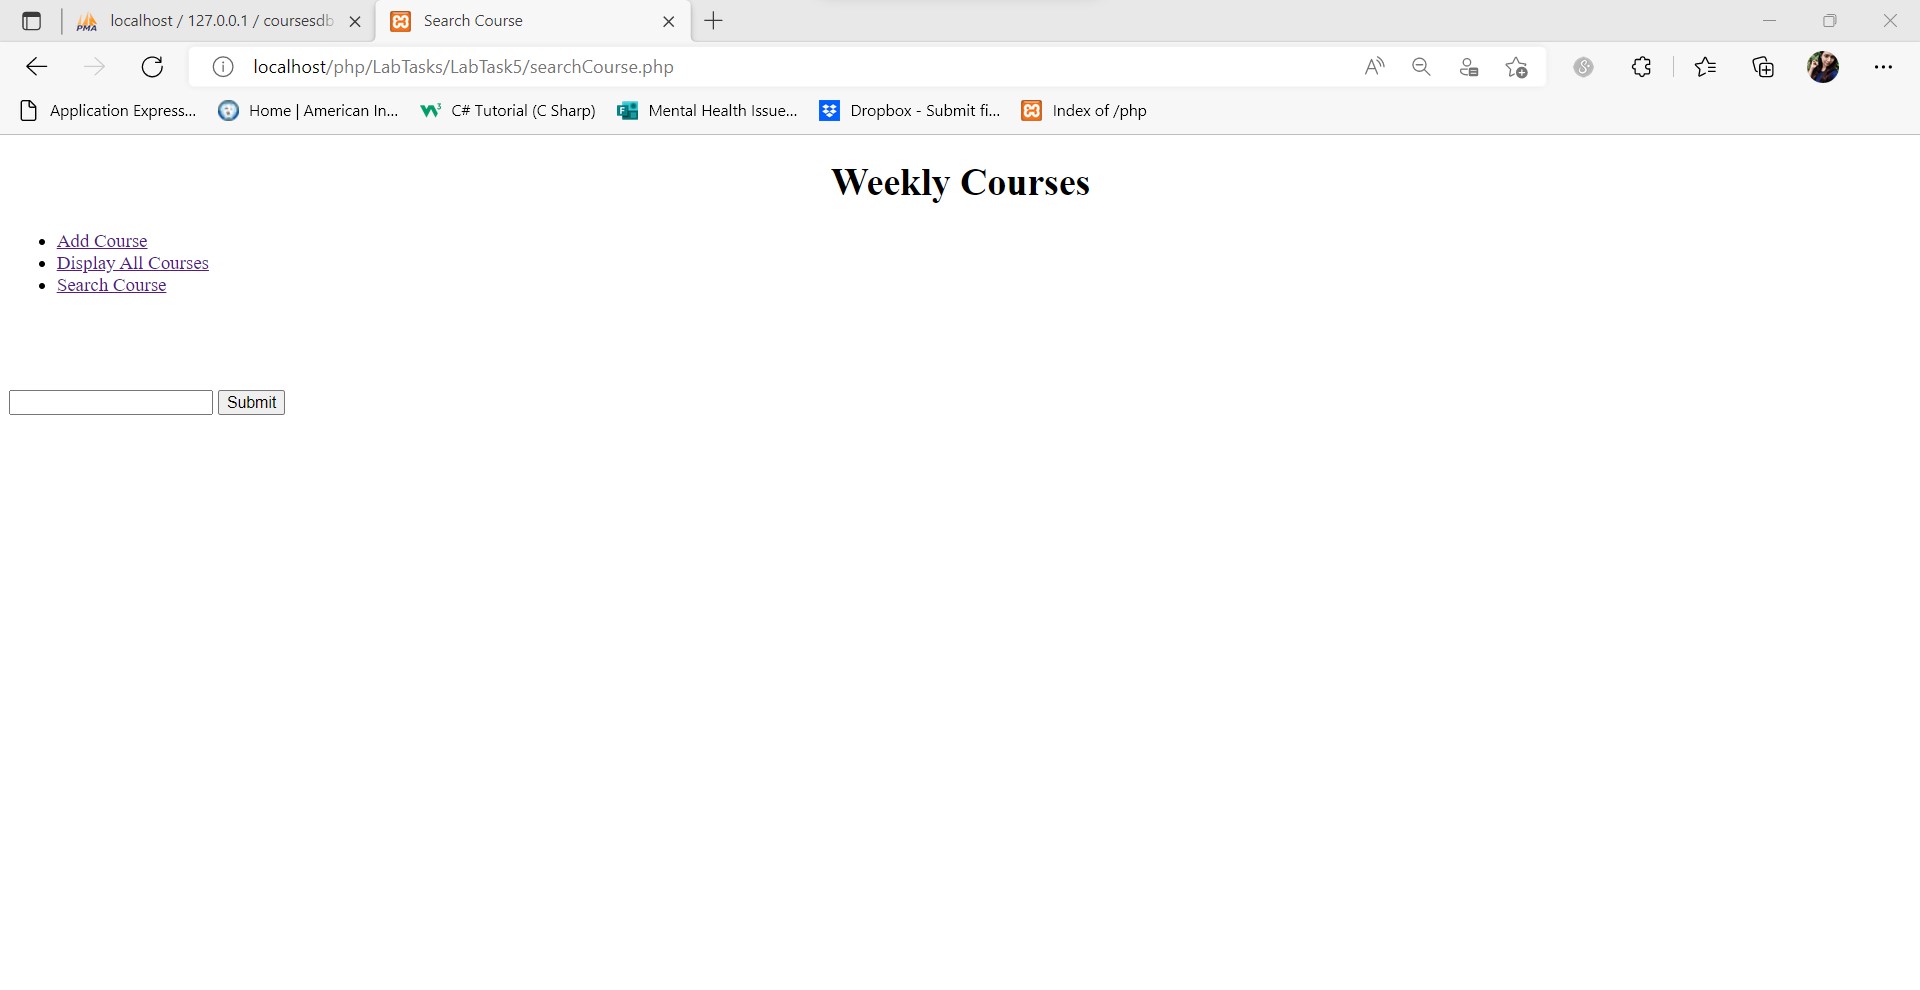 localhost / 127.0.0.1 / coursesdb
Search Course
localhost/php/LabTasks/LabTask5/searchCourse.php
Application Express... Home | American In... C# Tutorial (C Sharp) Mental Health Issue... Dropbox - Submit fi... Index of /php
Weekly Courses
Add Course
Display All Courses
Search Course
Submit